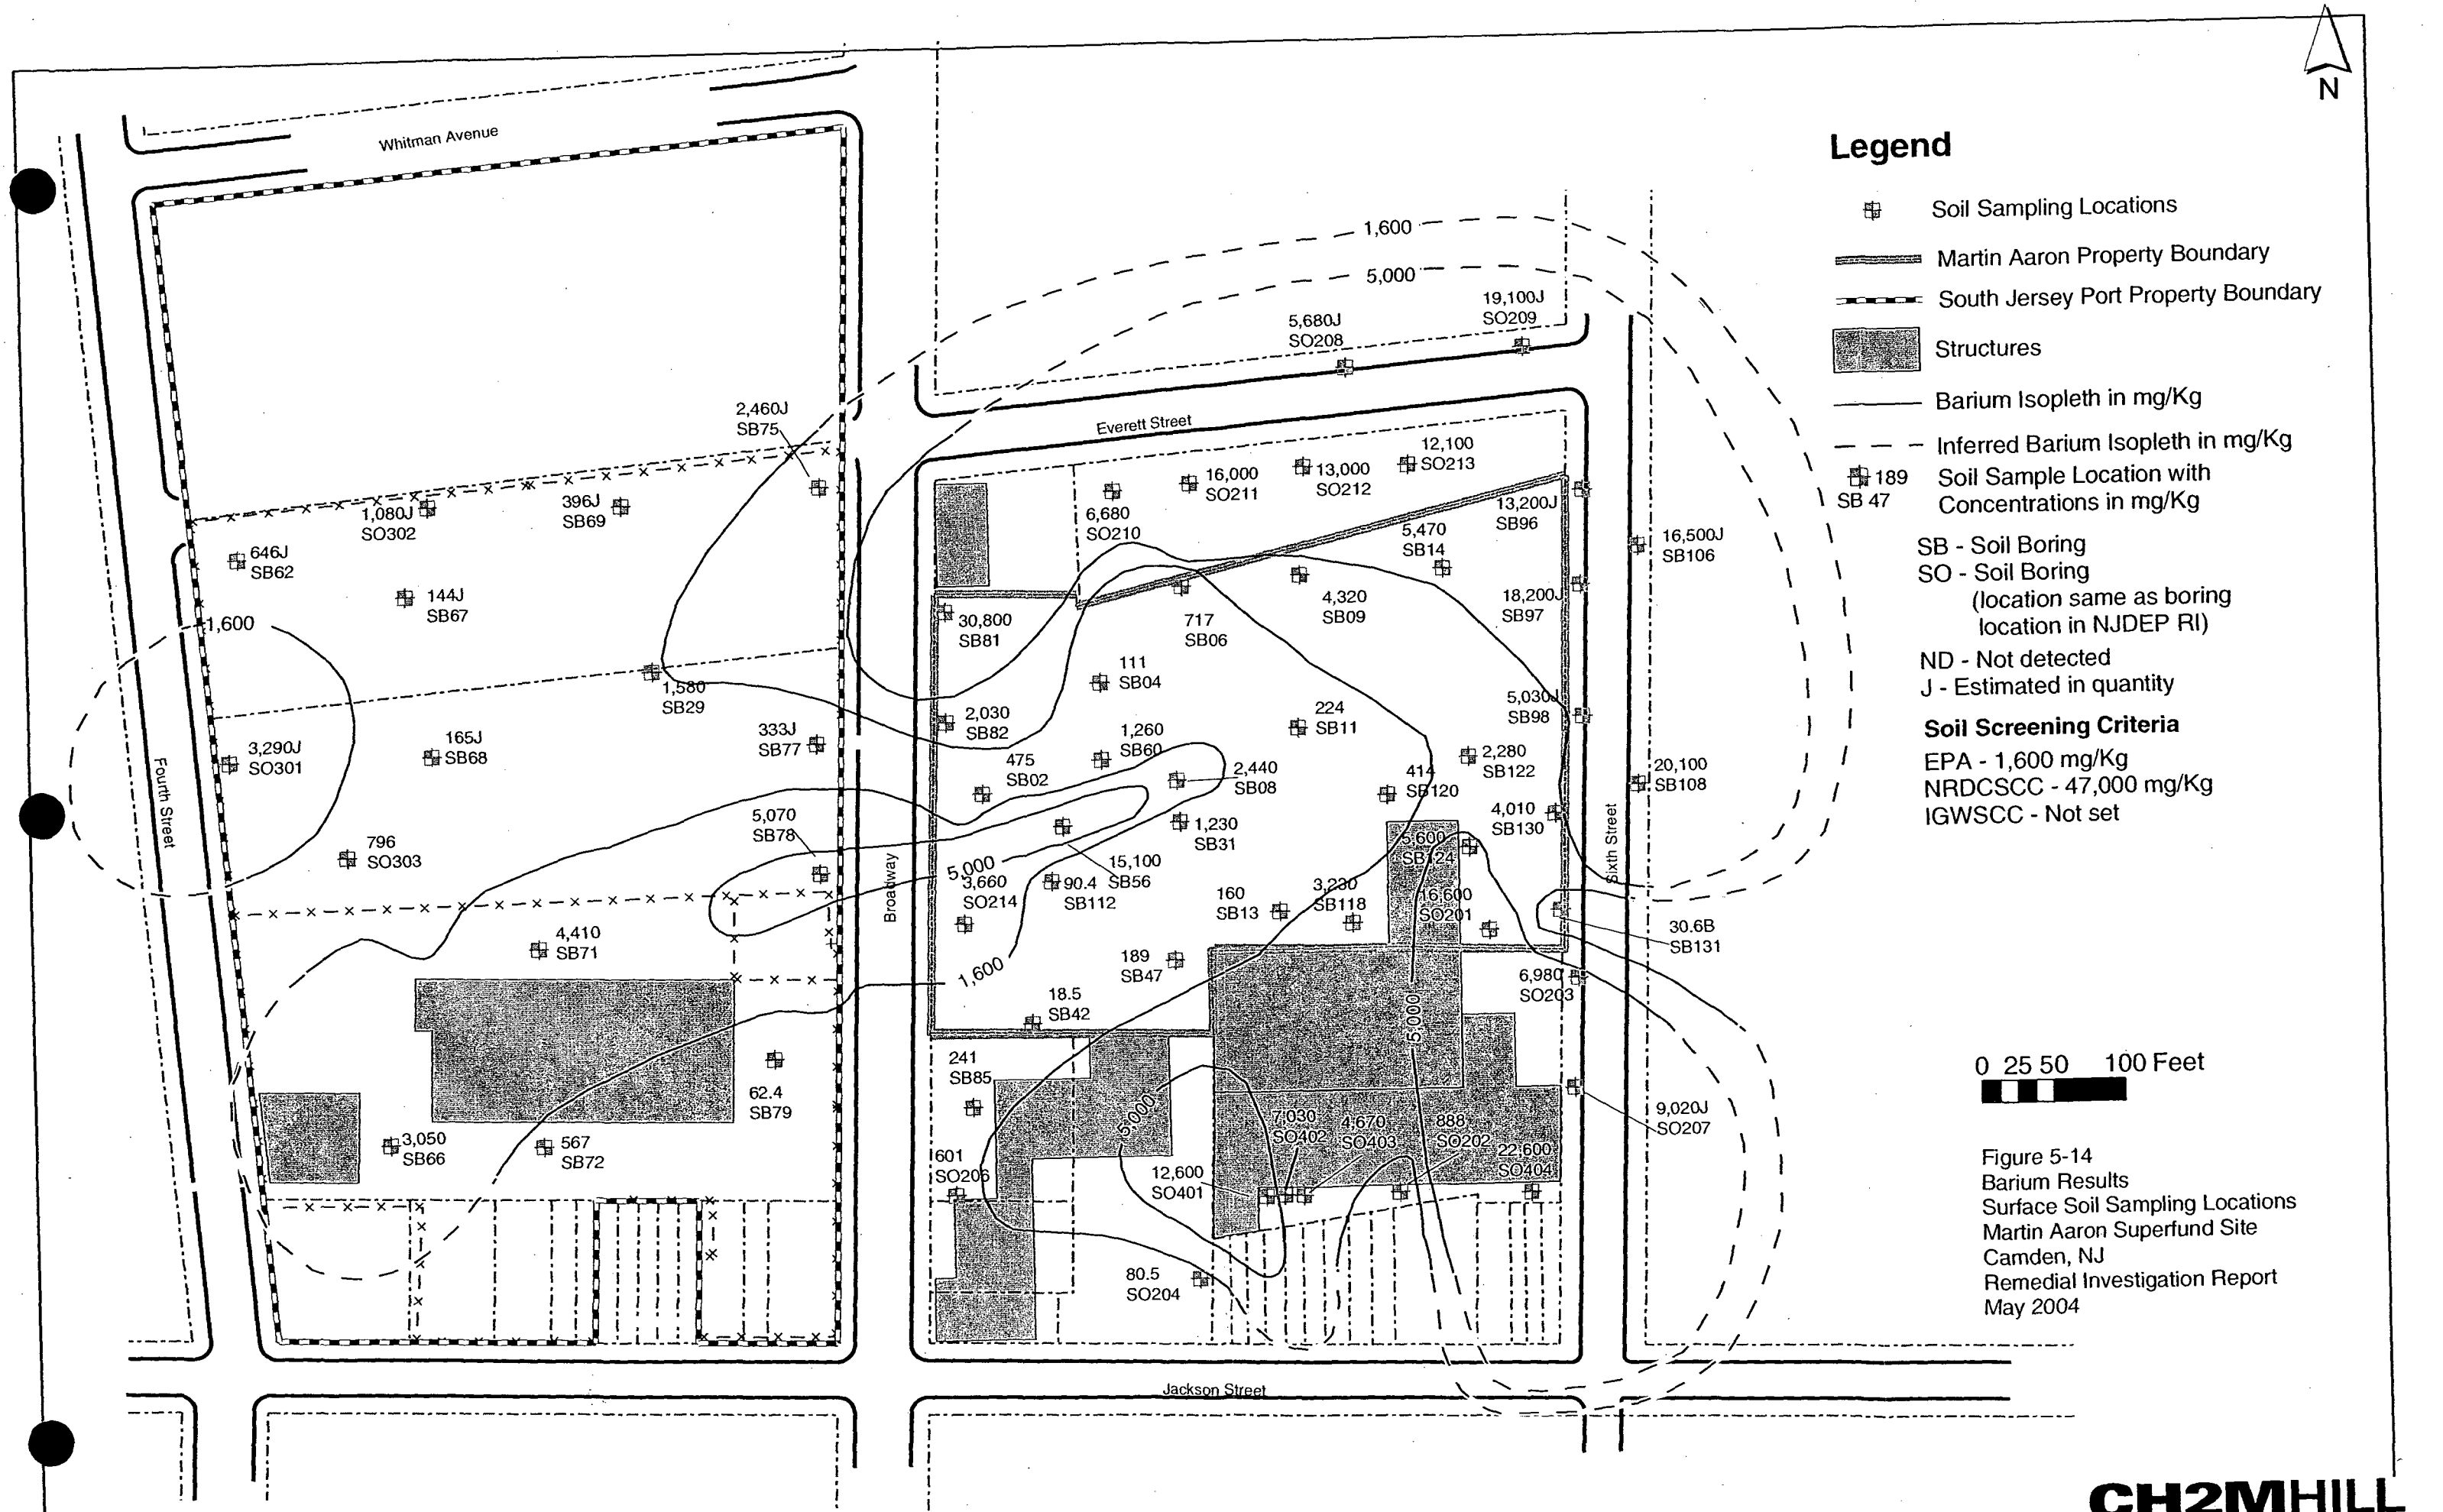 N
Whitman Avenue
Legend
Soil Sampling Locations
Martin Aaron Property Boundary
South Jersey Port Property Boundary
Structures
Barium Isopleth in mg/Kg
Inferred Barium Isopleth in mg/Kg
189
SB 47
Soil Sample Location with
Concentrations in mg/Kg
SB - Soil Boring
SO - Soil Boring
(location same as boring
location in NJDEP RI)
ND - Not detected
J - Estimated in quantity
Soil Screening Criteria
EPA - 1,600 mg/Kg
NRDCSCC - 47,000 mg/Kg
IGWSCC - Not set
1,600
5,000
19,100J
SO209
5,680J
SO208
Everett Street
2,460J
SB75
1,080J
SO302
396J
SB69
646J
SB62
144J
SB67
1,600
1,580
SB29
3,290J
SO301
165J
SB68
333J
SB77
Fourth Street
796
SO303
5,070
SB78
Broadway
4,410
SB71
62.4
SB79
3,050
SB66
567
SB72
6,680
SO210
16,000
SO211
13,000
SO212
12,100
SO213
13,200J
SB96
5,470
SB14
16,500J
SB106
18,200J
SB97
4,320
SB09
717
SB06
30,800
SB81
111
SB04
2,030
SB82
1,260
SB60
224
SB11
5,030J
SB98
475
SB02
2,440
SB08
414
SB120
2,280
SB122
20,100
SB108
4,010
SB130
1,230
SB31
5,600
SB124
Sixth Street
5,000
15,100
SB56
3,660
SO214
90.4
SB112
160
SB13
3,230
SB118
16,600
SO201
30.6B
SB131
189
SB47
1,600
6,980
SO203
18.5
SB42
5,000
241
SB85
5,000
9,020J
SO207
7,030
SO402
4,670
SO403
888
SO202
22,600
SO404
601
SO206
12,600
SO401
80.5
SO204
Jackson Street
0 25 50 100 Feet
Figure 5-14
Barium Results
Surface Soil Sampling Locations
Martin Aaron Superfund Site
Camden, NJ
Remedial Investigation Report
May 2004
CH2MHILL